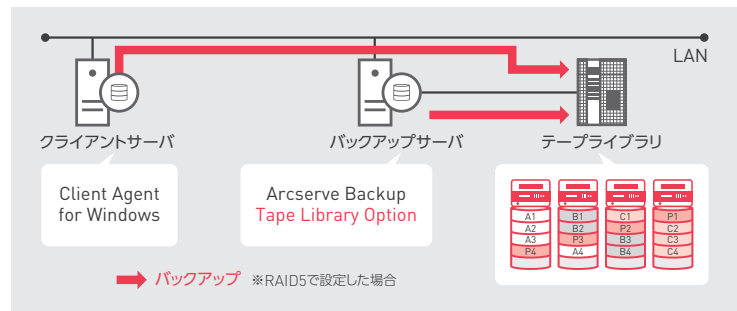 LAN
クライアントサーバ
バックアップサーバ
テープライブラリ
Client Agent
for Windows
Arcserve Backup
Tape Library Option
A1
A2
A3
P4
B1
B2
P3
A4
C1
P2
B3
B4
P1
C2
C3
C4
バックアップ ※RAID5で設定した場合